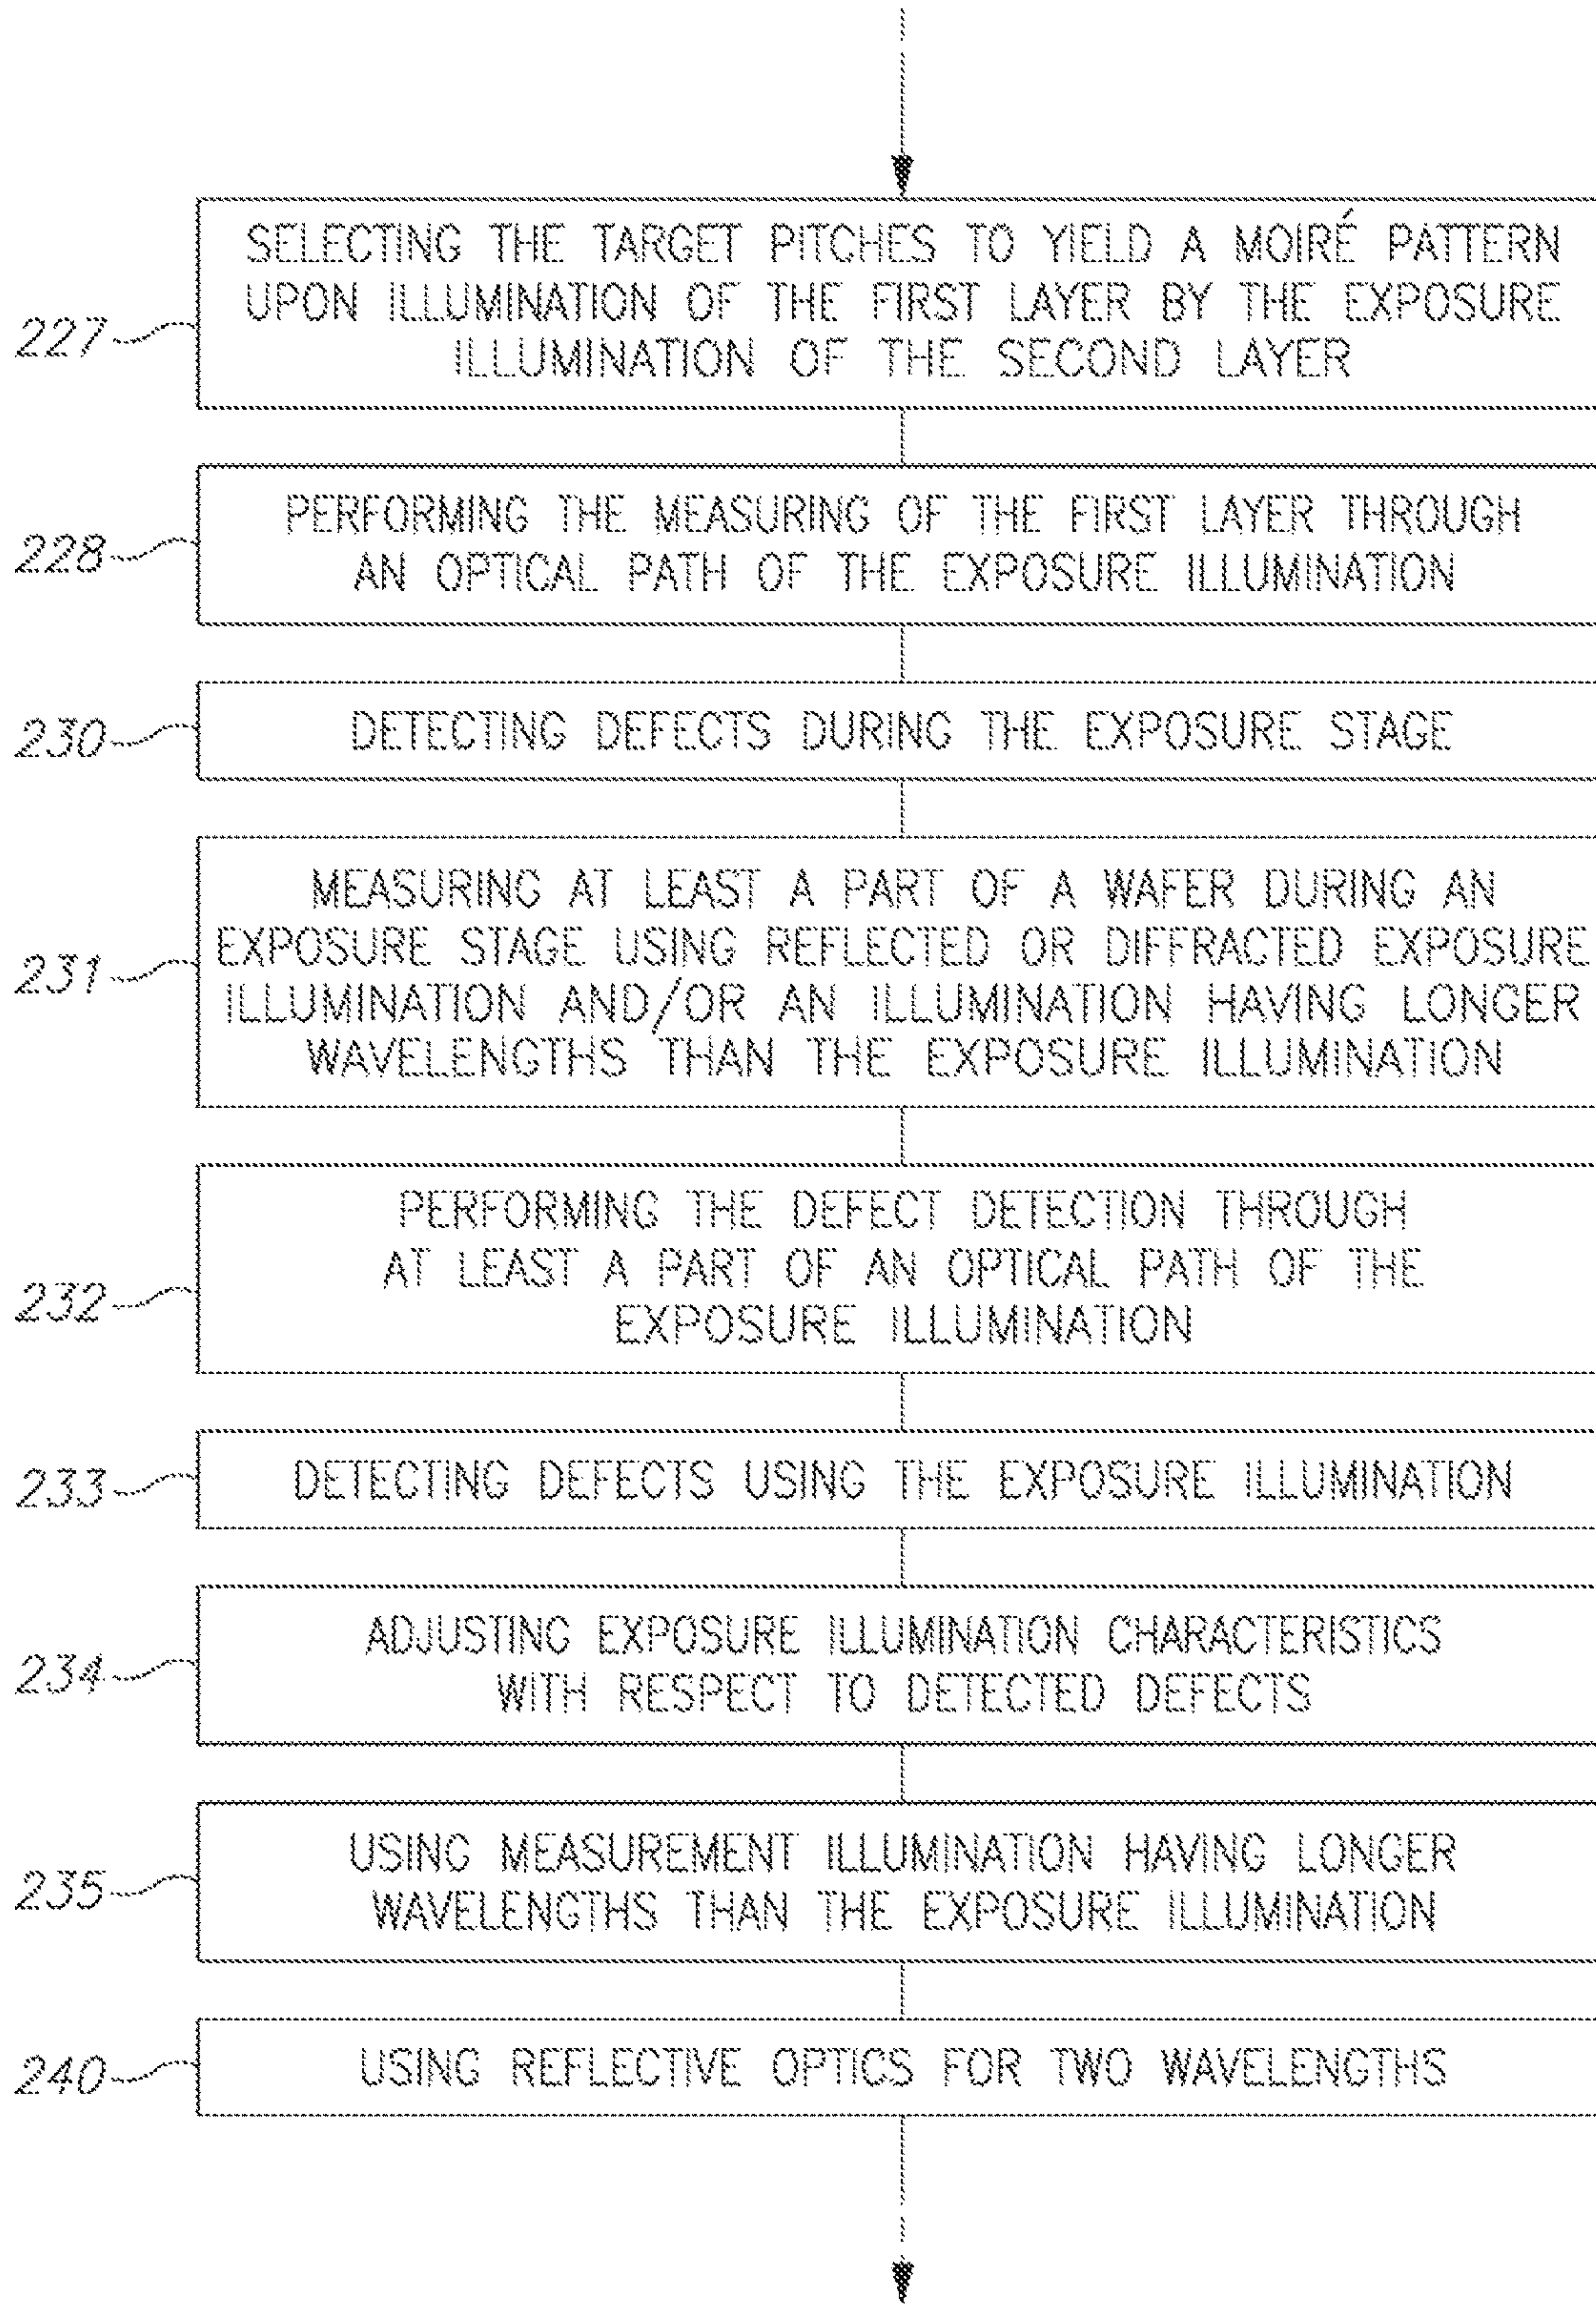 SELECTING THE TARGET PITCHES TO YIELD A MOIRÉ PATTERN
UPON ILLUMINATION OF THE FIRST LAYER BY THE EXPOSURE
ILLUMINATION OF THE SECOND LAYER
227
PERFORMING THE MEASURING OF THE FIRST LAYER THROUGH
AN OPTICAL PATH OF THE EXPOSURE ILLUMINATION
228
DETECTING DEFECTS DURING THE EXPOSURE STAGE
230
MEASURING AT LEAST A PART OF A WAFER DURING AN
EXPOSURE STAGE USING REFLECTED OR DIFFRACTED EXPOSURE
ILLUMINATION AND/OR AN ILLUMINATION HAVING LONGER
WAVELENGTHS THAN THE EXPOSURE ILLUMINATION
231
PERFORMING THE DEFECT DETECTION THROUGH
AT LEAST A PART OF AN OPTICAL PATH OF THE
EXPOSURE ILLUMINATION
232
DETECTING DEFECTS USING THE EXPOSURE ILLUMINATION
233
ADJUSTING EXPOSURE ILLUMINATION CHARACTERISTICS
WITH RESPECT TO DETECTED DEFECTS
234
USING MEASUREMENT ILLUMINATION HAVING LONGER
WAVELENGTHS THAN THE EXPOSURE ILLUMINATION
235
USING REFLECTIVE OPTICS FOR TWO WAVELENGTHS
240